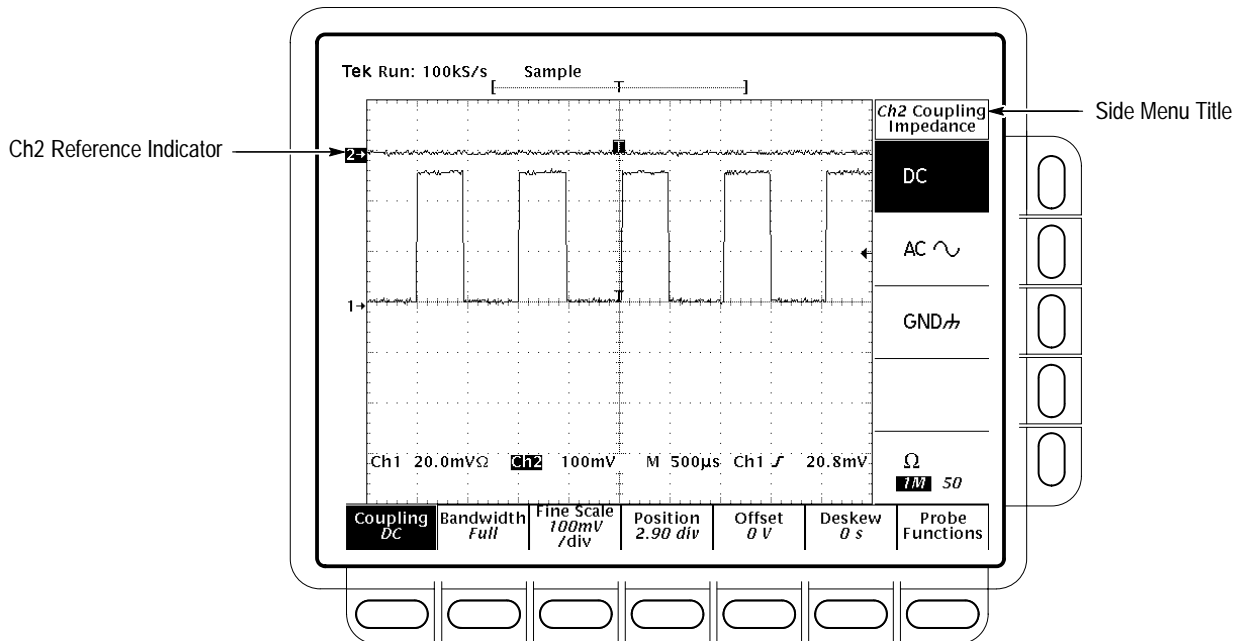 Tek Run: 100kS/s Sample
[ T ]
Ch2 Coupling
Impedance
Side Menu Title
Ch2 Reference Indicator
2→
T
DC
AC
1→
GND
Ch1 20.0mVΩ Ch2 100mV M 500µs Ch1 20.8mV
Ω
1M 50
Coupling
DC
Bandwidth
Full
Fine Scale
100mV
/div
Position
2.90 div
Offset
0 V
Deskew
0 s
Probe
Functions